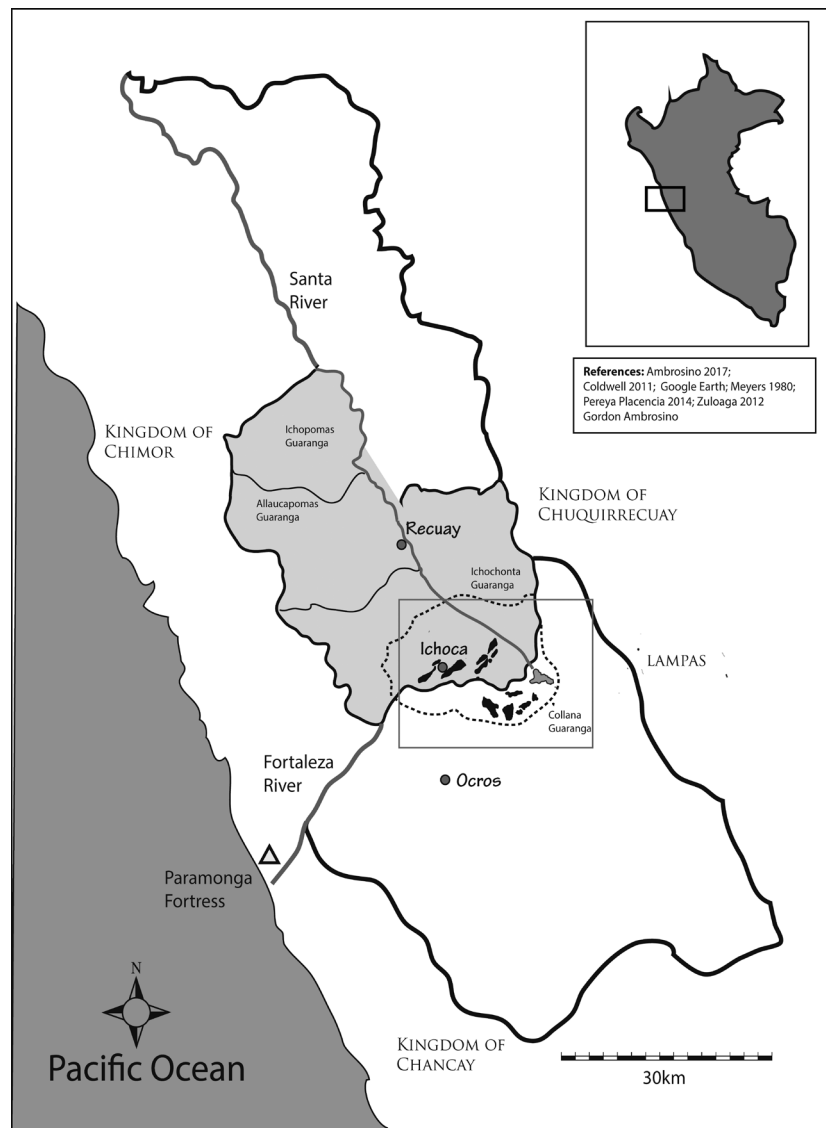 References: Ambrosino 2017;
Coldwell 2011; Google Earth; Meyers 1980;
Pereya Placencia 2014; Zuloaga 2012
Gordon Ambrosino
Santa
River
Kingdom of
Chimor
Ichopomas
Guaranga
Allaucapomas
Guaranga
Kingdom of
Chuquirrecuay
Recuay
Ichochonta
Guaranga
Ichoca
Lampas
Collana
Guaranga
Fortaleza
River
Ocros
Paramonga
Fortress
N
Pacific Ocean
Kingdom of
Chancay
30km